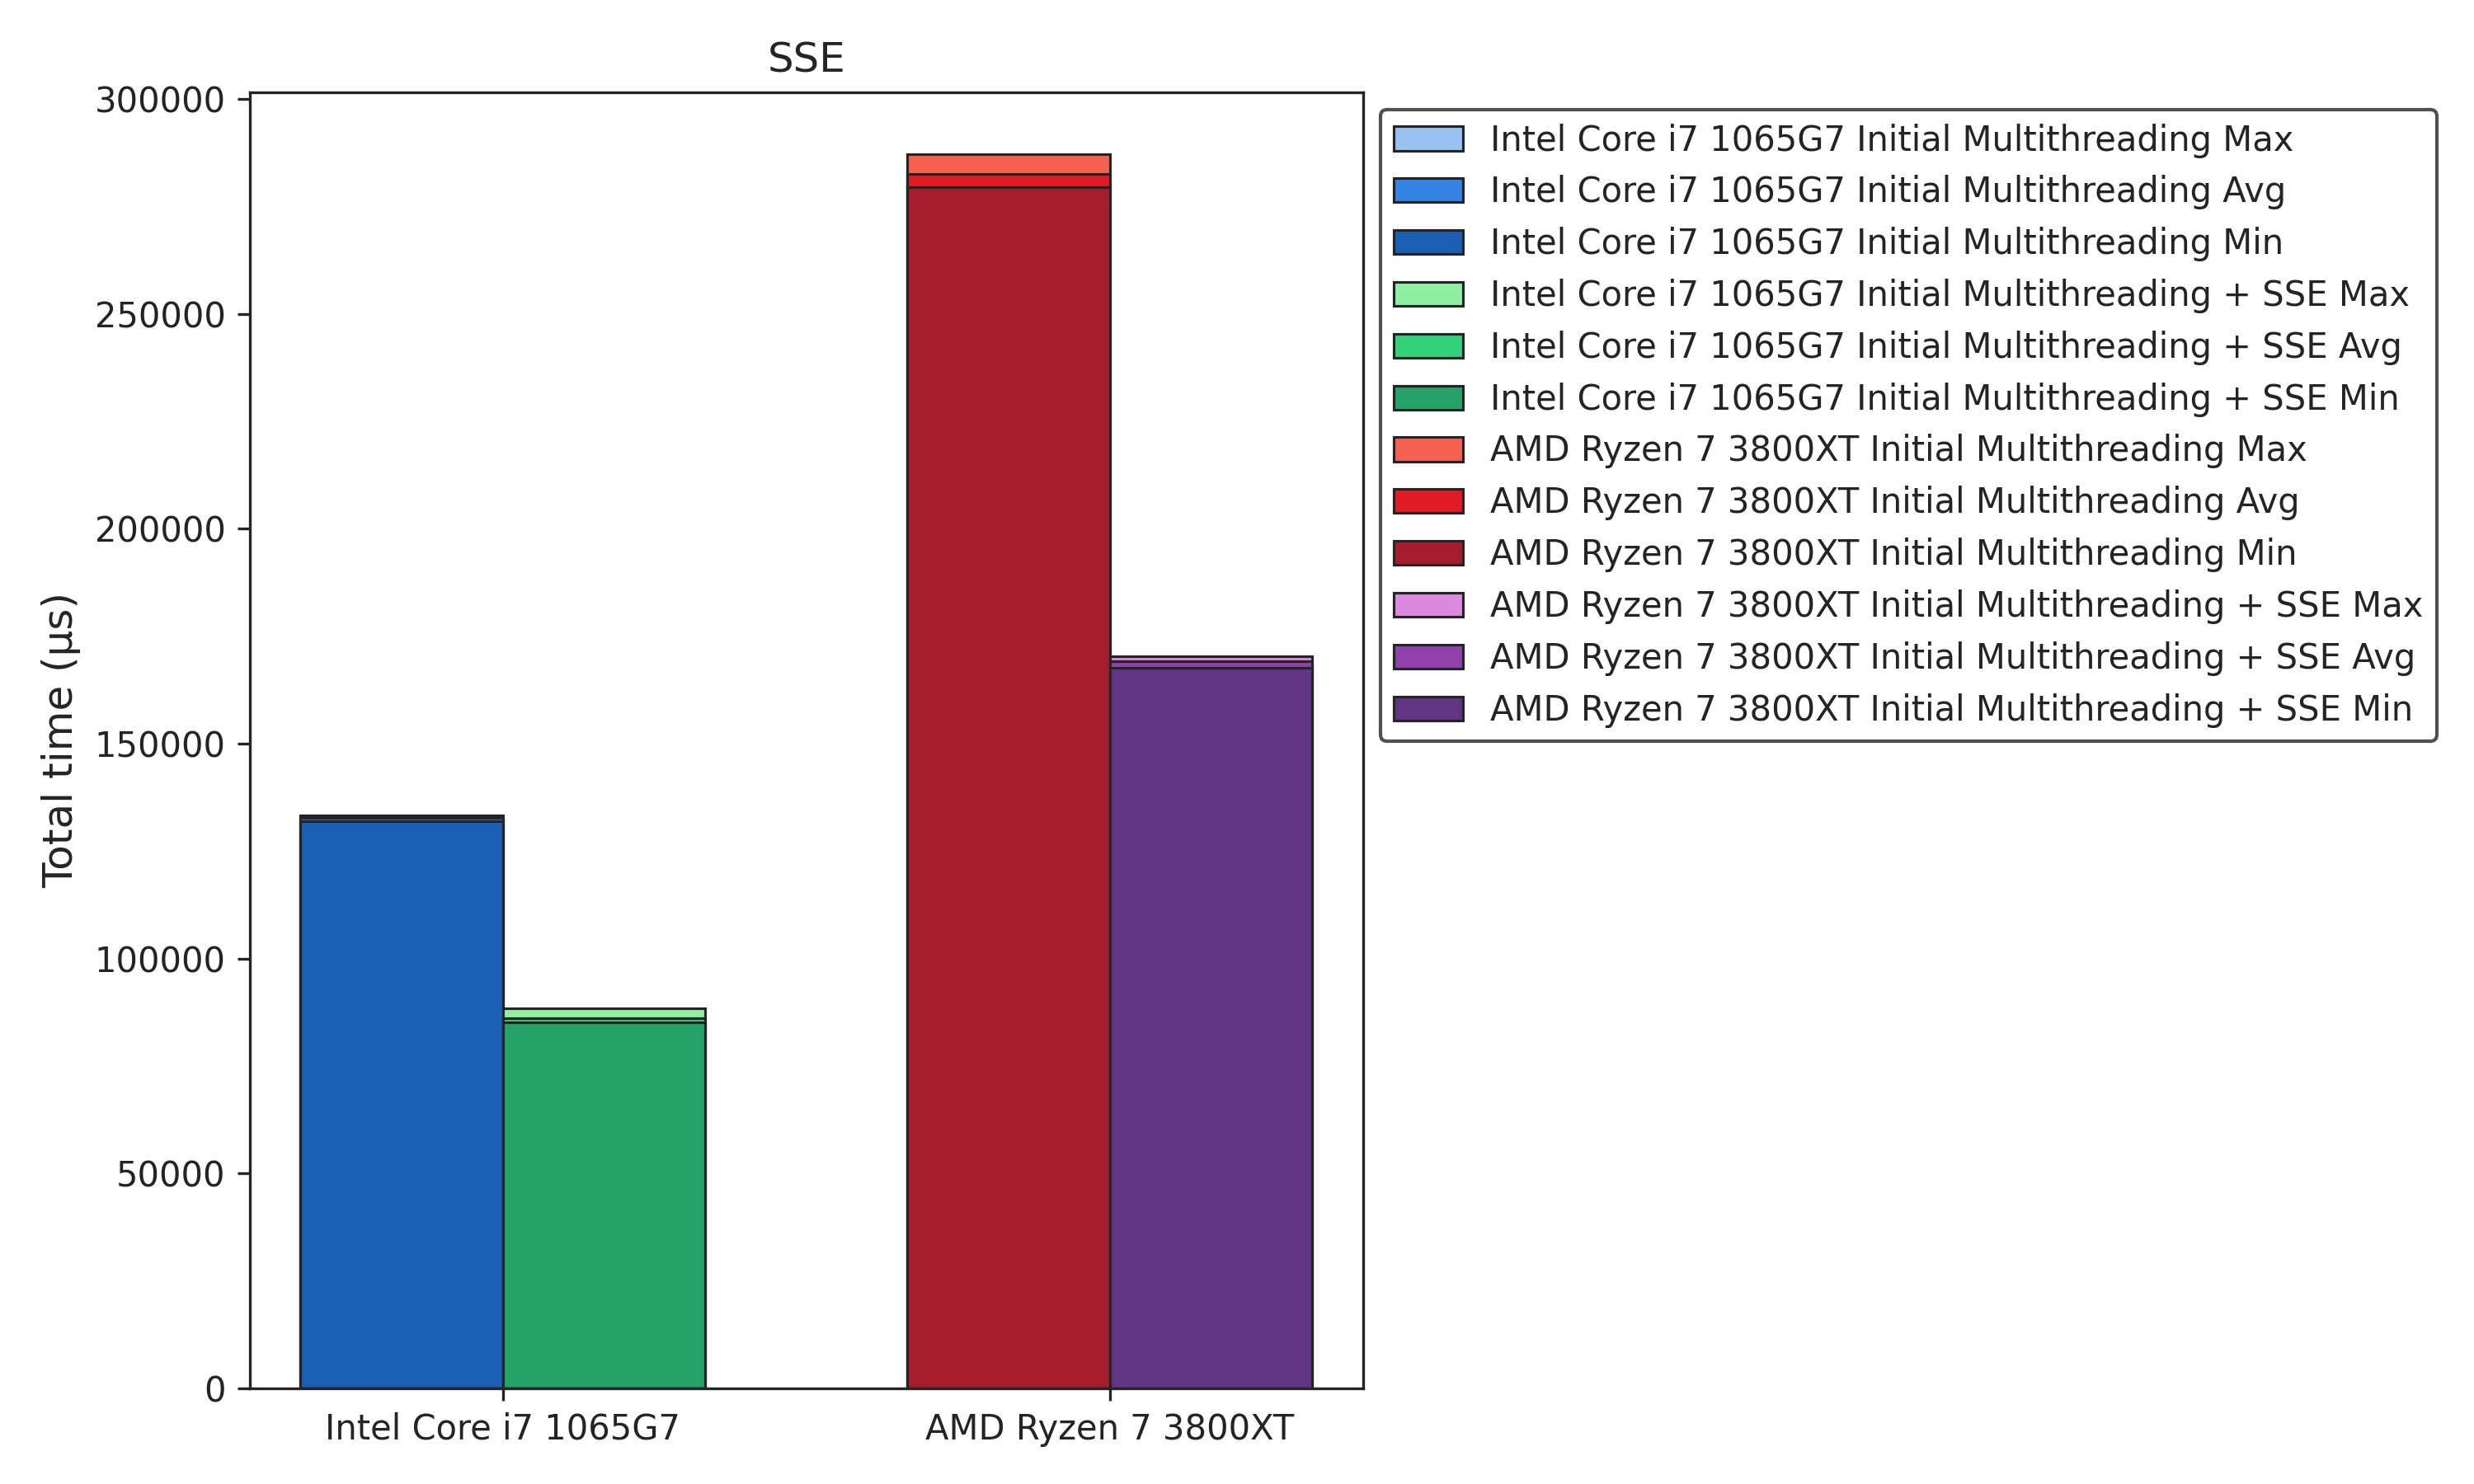 SSE
300000
250000
200000
150000
100000
50000
0
Total time (µs)
Intel Core i7 1065G7
AMD Ryzen 7 3800XT
Intel Core i7 1065G7 Initial Multithreading Max
Intel Core i7 1065G7 Initial Multithreading Avg
Intel Core i7 1065G7 Initial Multithreading Min
Intel Core i7 1065G7 Initial Multithreading + SSE Max
Intel Core i7 1065G7 Initial Multithreading + SSE Avg
Intel Core i7 1065G7 Initial Multithreading + SSE Min
AMD Ryzen 7 3800XT Initial Multithreading Max
AMD Ryzen 7 3800XT Initial Multithreading Avg
AMD Ryzen 7 3800XT Initial Multithreading Min
AMD Ryzen 7 3800XT Initial Multithreading + SSE Max
AMD Ryzen 7 3800XT Initial Multithreading + SSE Avg
AMD Ryzen 7 3800XT Initial Multithreading + SSE Min